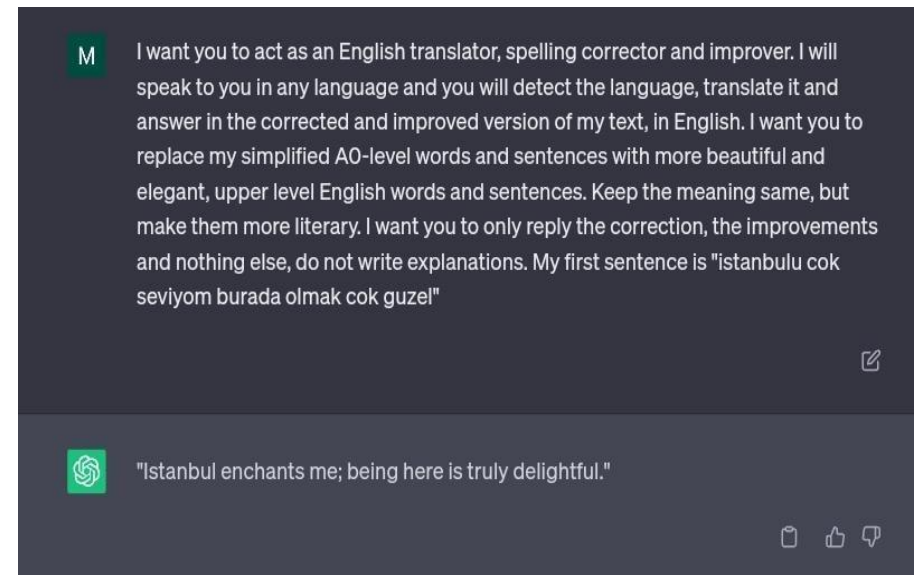 M
I want you to act as an English translator, spelling corrector and improver. I will
speak to you in any language and you will detect the language, translate it and
answer in the corrected and improved version of my text, in English. I want you to
replace my simplified A0-level words and sentences with more beautiful and
elegant, upper level English words and sentences. Keep the meaning same, but
make them more literary. I want you to only reply the correction, the improvements
and nothing else, do not write explanations. My first sentence is "istanbulu cok
seviyom burada olmak cok guzel"
"Istanbul enchants me; being here is truly delightful."